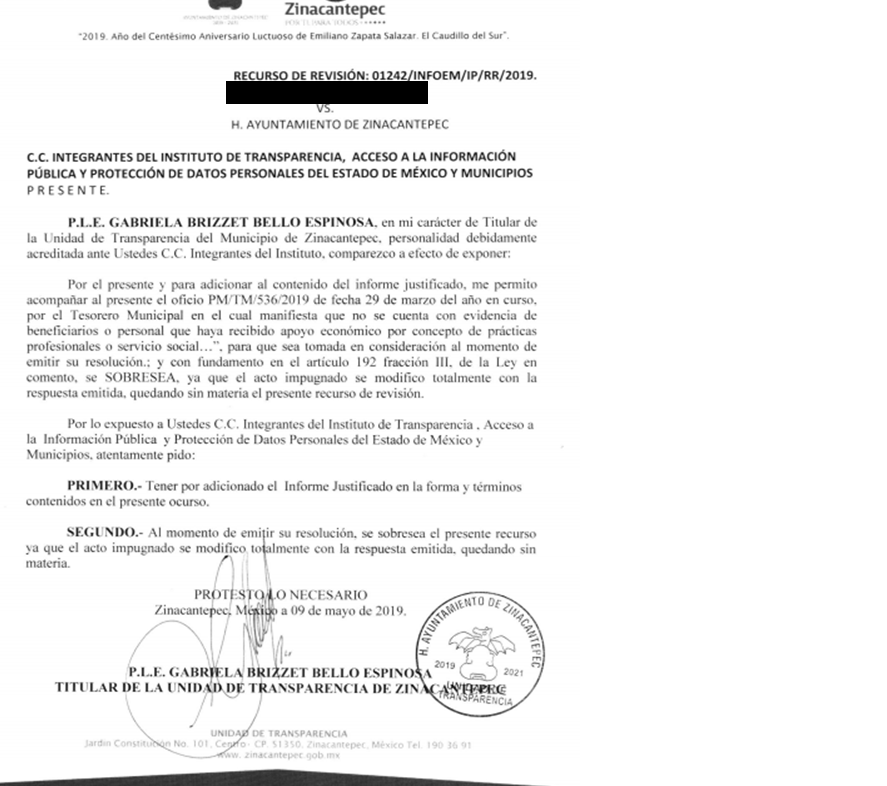 Zinacantepec
"2019. Año del Centésimo Aniversario Luctuoso de Emiliano Zapata Salazar. El Caudillo del Sur".
RECURSO DE REVISIÓN: 01242/INFOEM/IP/RR/2019.
VS.
H. AYUNTAMIENTO DE ZINACANTEPEC
C.C. INTEGRANTES DEL INSTITUTO DE TRANSPARENCIA, ACCESO A LA INFORMACIÓN
PÚBLICA Y PROTECCIÓN DE DATOS PERSONALES DEL ESTADO DE MÉXICO Y MUNICIPIOS
P R E S E N T E.
P.L.E. GABRIELA BRIZZET BELLO ESPINOSA, en mi carácter de Titular de
la Unidad de Transparencia del Municipio de Zinacantepec, personalidad debidamente
acreditada ante Ustedes C.C. Integrantes del Instituto, comparezco a efecto de exponer:
Por el presente y para adicionar al contenido del informe justificado, me permito
acompañar al presente el oficio PM/TM/536/2019 de fecha 29 de marzo del año en curso,
por el Tesorero Municipal en el cual manifiesta que no se cuenta con evidencia de
beneficiarios o personal que haya recibido apoyo económico por concepto de prácticas
profesionales o servicio social...", para que sea tomada en consideración al momento de
emitir su resolución.; y con fundamento en el artículo 192 fracción III, de la Ley en
comento, se SOBRESEA, ya que el acto impugnado se modifico totalmente con la
respuesta emitida, quedando sin materia el presente recurso de revisión.
Por lo expuesto a Ustedes C.C. Integrantes del Instituto de Transparencia , Acceso a
la Información Pública y Protección de Datos Personales del Estado de México y
Municipios, atentamente pido:
PRIMERO.- Tener por adicionado el Informe Justificado en la forma y términos
contenidos en el presente ocurso.
SEGUNDO.- Al momento de emitir su resolución, se sobresea el presente recurso
ya que el acto impugnado se modifico totalmente con la respuesta emitida, quedando sin
materia.
PROTESTO LO NECESARIO
Zinacantepec, México a 09 de mayo de 2019.
H. AYUNTAMIENTO DE ZINACANTEPEC
2019 2021
UNIDAD DE
TRANSPARENCIA
P.L.E. GABRIELA BRIZZET BELLO ESPINOSA
TITULAR DE LA UNIDAD DE TRANSPARENCIA DE ZINACANTEPEC
UNIDAD DE TRANSPARENCIA
Jardín Constitución No. 101, Centro- CP. 51350, Zinacantepec, México Tel. 190 36 91
www. zinacantepec.gob.mx